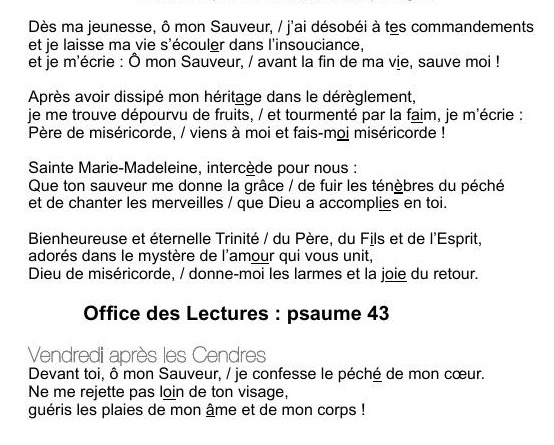 Dès ma jeunesse, ô mon Sauveur, / j’ai désobéi à tes commandements
et je laisse ma vie s’écouler dans l’insouciance,
et je m’écrie : Ô mon Sauveur, / avant la fin de ma vie, sauve moi !
Après avoir dissipé mon héritage dans le dérèglement,
je me trouve dépourvu de fruits, / et tourmenté par la faim, je m’écrie :
Père de miséricorde, / viens à moi et fais-moi miséricorde !
Sainte Marie-Madeleine, intercède pour nous :
Que ton sauveur me donne la grâce / de fuir les ténèbres du péché
et de chanter les merveilles / que Dieu a accomplies en toi.
Bienheureuse et éternelle Trinité / du Père, du Fils et de l’Esprit,
adorés dans le mystère de l’amour qui vous unit,
Dieu de miséricorde, / donne-moi les larmes et la joie du retour.
Office des Lectures : psaume 43
Vendredi après les Cendres
Devant toi, ô mon Sauveur, / je confesse le péché de mon cœur.
Ne me rejette pas loin de ton visage,
guéris les plaies de mon âme et de mon corps !